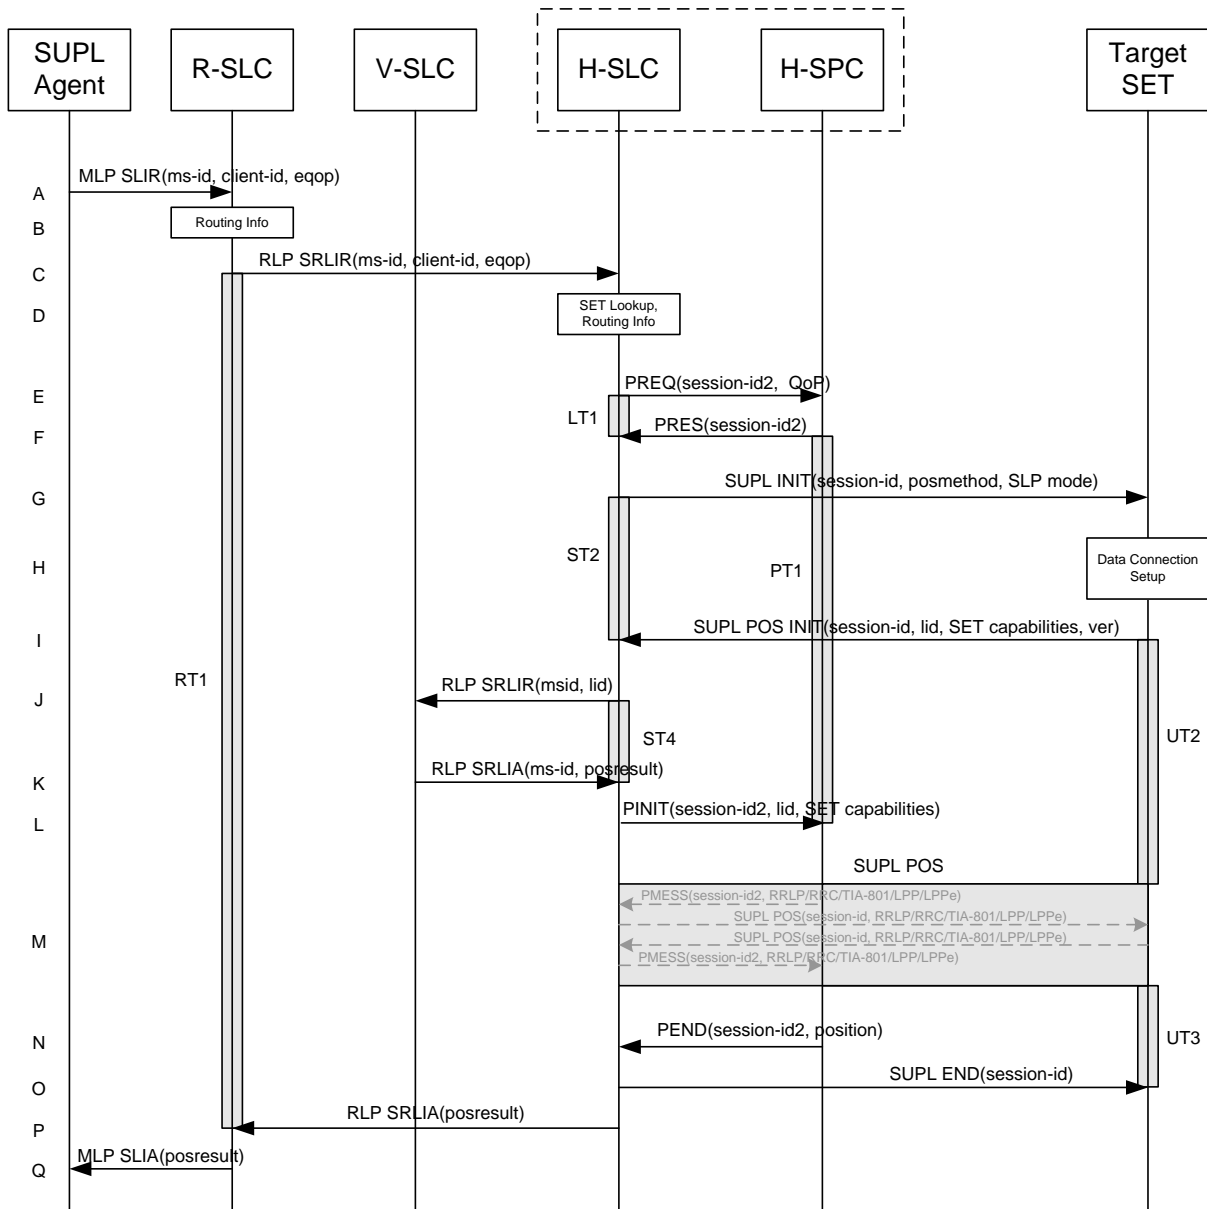 SUPL
Agent
R-SLC
V-SLC
H-SLC
H-SPC
Target
SET
A
MLP SLIR(ms-id, client-id, eqop)
B
Routing Info
C
RLP SRLIR(ms-id, client-id, eqop)
D
SET Lookup,
Routing Info
E
PREQ(session-id2,  QoP)
LT1
F
PRES(session-id2)
G
SUPL INIT(session-id, posmethod, SLP mode)
H
ST2
PT1
Data Connection
Setup
I
SUPL POS INIT(session-id, lid, SET capabilities, ver)
RT1
J
RLP SRLIR(msid, lid)
ST4
UT2
K
RLP SRLIA(ms-id, posresult)
L
PINIT(session-id2, lid, SET capabilities)
SUPL POS
PMESS(session-id2, RRLP/RRC/TIA-801/LPP/LPPe)
SUPL POS(session-id, RRLP/RRC/TIA-801/LPP/LPPe)
M
SUPL POS(session-id, RRLP/RRC/TIA-801/LPP/LPPe)
PMESS(session-id2, RRLP/RRC/TIA-801/LPP/LPPe)
N
PEND(session-id2, position)
UT3
O
SUPL END(session-id)
P
RLP SRLIA(posresult)
Q
MLP SLIA(posresult)